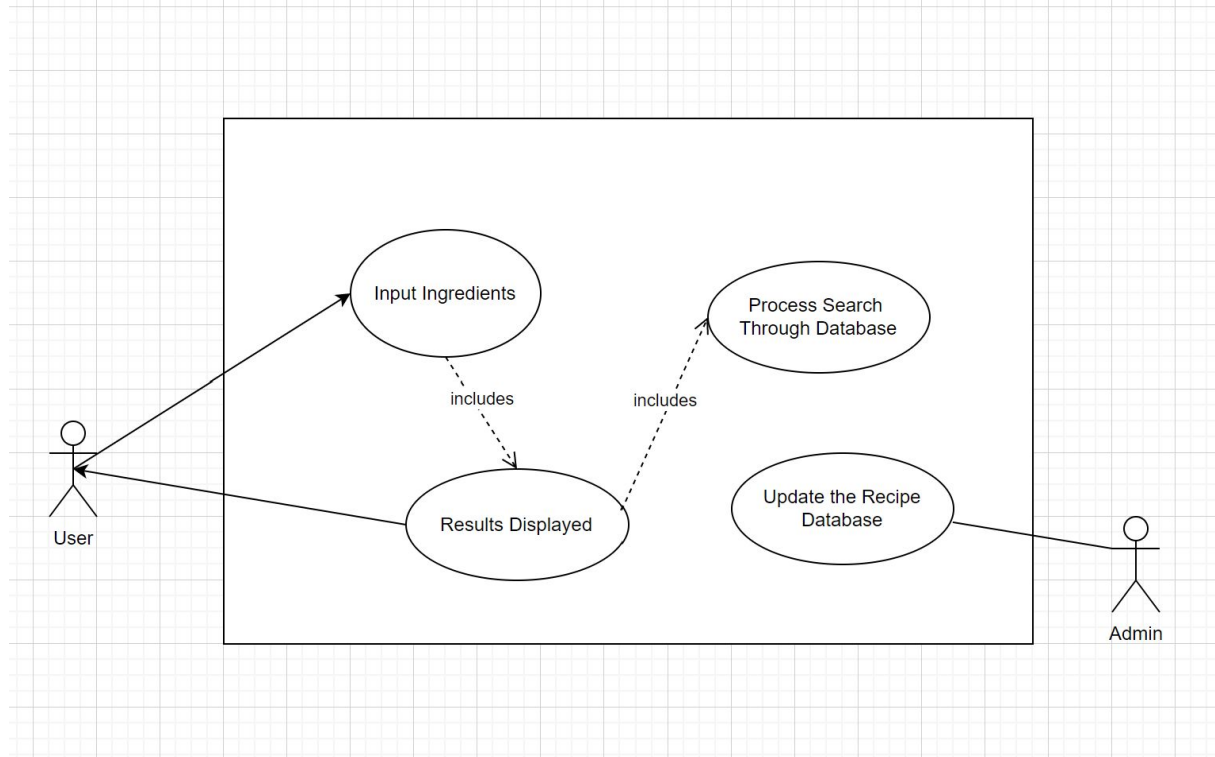 Input Ingredients
Process Search
Through Database
includes
includes
Update the Recipe
Database
Results Displayed
User
Admin